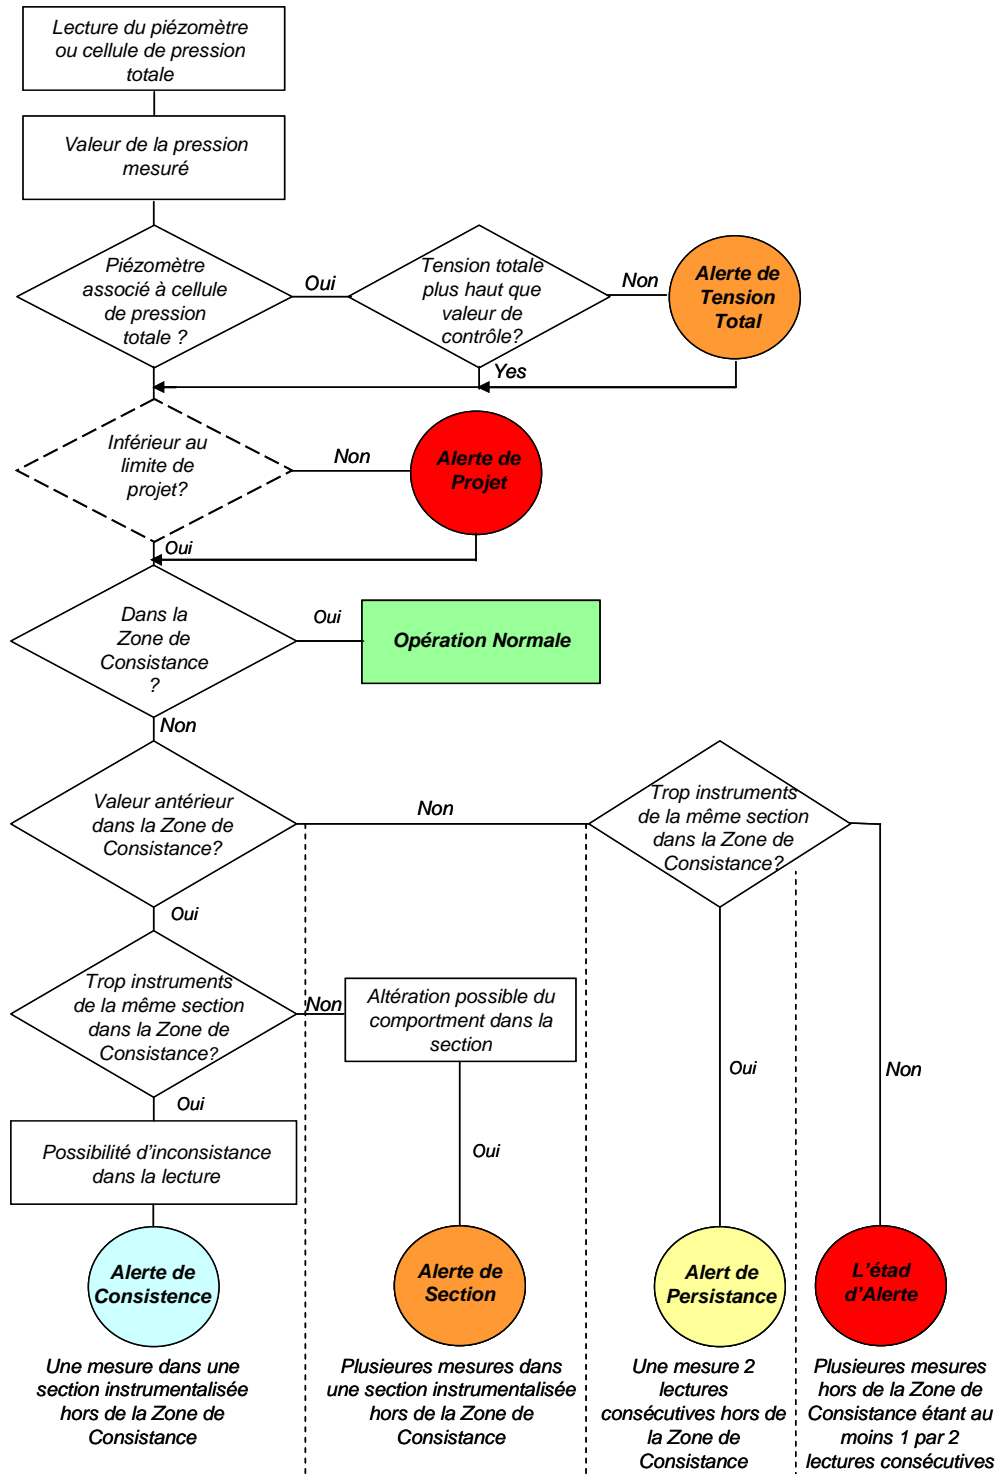 Lecture du piézomètre
ou cellule de pression
totale
Valeur de la pression
mesuré
Piézomètre
associé à cellule
de pression
totale ?
Oui
Tension totale
plus haut que
valeur de
contrôle?
Non
Alerte de
Tension
Total
Yes
Inférieur au
limite de
projet?
Non
Alerte de
Projet
Oui
Dans la
Zone de
Consistance
?
Oui
Opération Normale
Non
Valeur antérieur
dans la Zone de
Consistance?
Non
Trop instruments
de la même section
dans la Zone de
Consistance?
Oui
Trop instruments
de la même section
dans la Zone de
Consistance?
Non
Altération possible du
comportment dans la
section
Oui
Non
Oui
Possibilité d'inconsistance
dans la lecture
Oui
Alerte de
Consistence
Alerte de
Section
Alert de
Persistance
L'étad
d'Alerte
Une mesure dans une
section instrumentalisée
hors de la Zone de
Consistance
Plusieures mesures dans
une section instrumentalisée
hors de la Zone de
Consistance
Une mesure 2
lectures
consécutives hors de
la Zone de
Consistance
Plusieures mesures
hors de la Zone de
Consistance étant au
moins 1 par 2
lectures consécutives